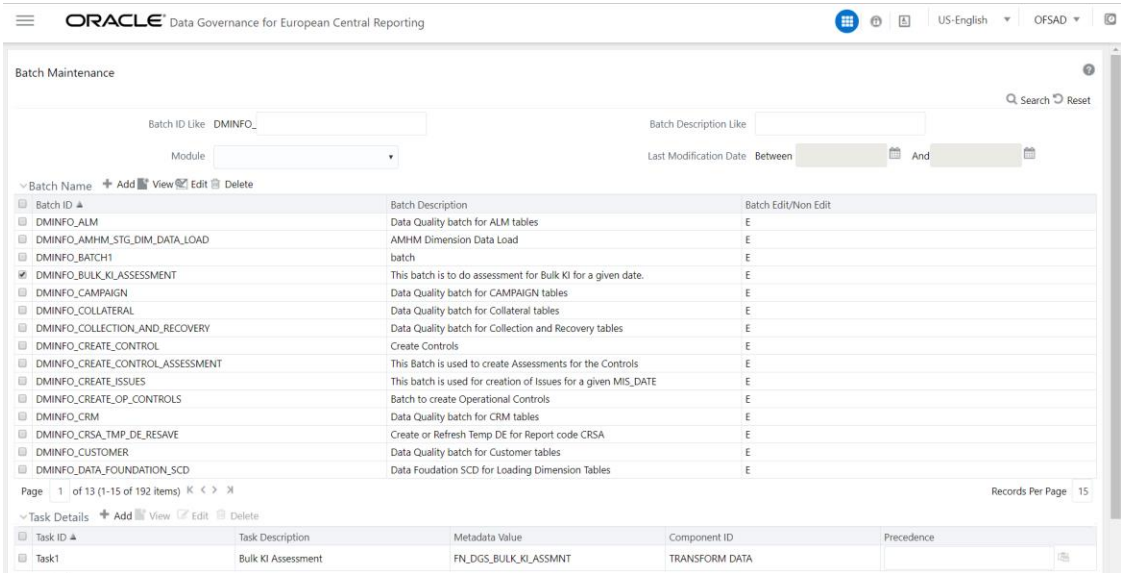 ORACLE Data Governance for European Central Reporting US-English OFSAD
Batch Maintenance
Search Reset
Batch ID Like DMINFO_ Batch Description Like
Module Last Modification Date Between And
Batch Name Add View Edit Delete
Batch ID Batch Description Batch Edit/Non Edit
DMINFO_ALM Data Quality batch for ALM tables E
DMINFO_AMHM_STG_DIM_DATA_LOAD AMHM Dimension Data Load E
DMINFO_BATCH1 batch E
DMINFO_BULK_KI_ASSESSMENT This batch is to do assessment for Bulk KI for a given date. E
DMINFO_CAMPAIGN Data Quality batch for CAMPAIGN tables E
DMINFO_COLLATERAL Data Quality batch for Collateral tables E
DMINFO_COLLECTION_AND_RECOVERY Data Quality batch for Collection and Recovery tables E
DMINFO_CREATE_CONTROL Create Controls E
DMINFO_CREATE_CONTROL_ASSESSMENT This Batch is used to create Assessments for the Controls E
DMINFO_CREATE_ISSUES This batch is used for creation of Issues for a given MIS_DATE E
DMINFO_CREATE_OP_CONTROLS Batch to create Operational Controls E
DMINFO_CRM Data Quality batch for CRM tables E
DMINFO_CRSA_TMP_DE_RESAVE Create or Refresh Temp DE for Report code CRSA E
DMINFO_CUSTOMER Data Quality batch for Customer tables E
DMINFO_DATA_FOUNDATION_SCD Data Foudation SCD for Loading Dimension Tables E
Page 1 of 13 (1-15 of 192 items) Records Per Page 15
Task Details Add View Edit Delete
Task ID Task Description Metadata Value Component ID Precedence
Task1 Bulk KI Assessment FN_DGS_BULK_KI_ASSMNT TRANSFORM DATA